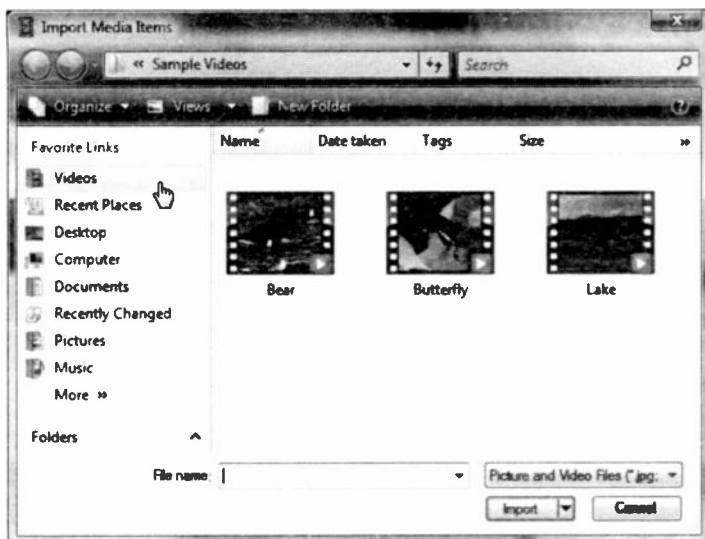 Import Media Items
« Sample Videos
Search
Organize Views New Folder
Favorite Links
Name Date taken Tags Size »
Videos
Recent Places
Desktop
Computer
Documents
Recently Changed
Pictures
Music
More »
Bear Butterfly Lake
Folders
File name:
Picture and Video Files (*.jpg;
Import Cancel